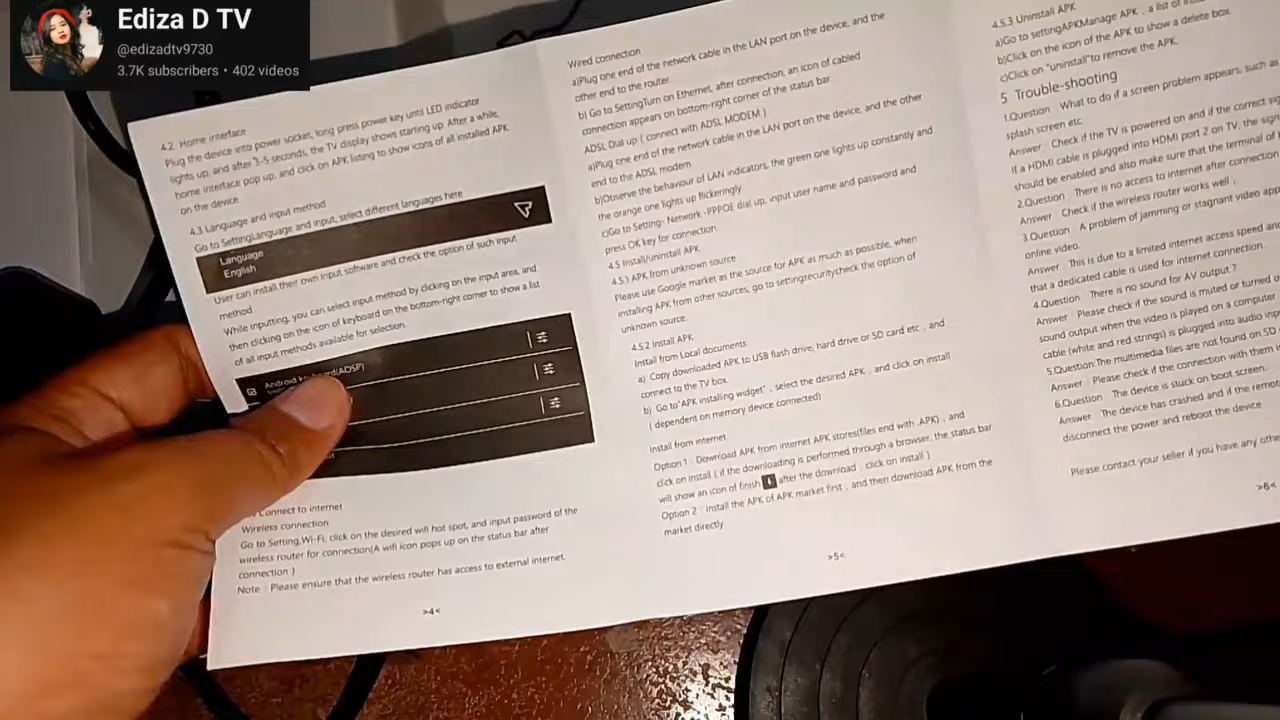 Ediza D TV
@edizadtv9730
3.7K subscribers • 402 videos
4.2 Home interface
Plug the device into power socket, long press power key until LED indicator
lights up, and after 3-5 seconds, the TV display shows starting up. After a while,
home interface pop up, and click on APK listing to show icons of all installed APK
on the device.
4.3 Language and input method
Go to SettingLanguage and input, select different languages here
Language
English
User can install their own input software and check the option of such input
method.
While inputting, you can select input method by clicking on the input area, and
then clicking on the icon of keyboard on the bottom-right corner to show a list
of all input methods available for selection.
Android (AOSP)
Connect to internet
Wireless connection
Go to Setting,Wi-Fi, click on the desired wifi hot spot, and input password of the
wireless router for connection(A wifi icon pops up on the status bar after
connection )
Note : Please ensure that the wireless router has access to external internet.
>4<
Wired connection
a)Plug one end of the network cable in the LAN port on the device, and the
other end to the router.
b) Go to SettingTurn on Ethernet, after connection, an icon of cabled
connection appears on bottom-right corner of the status bar.
ADSL Dial up ( connect with ADSL MODEM )
a)Plug one end of the network cable in the LAN port on the device, and the other
end to the ADSL modem
b)Observe the behaviour of LAN indicators, the green one lights up constantly and
the orange one lights up flickeringly.
c)Go to Setting- Network -PPPOE dial up, input user name and password and
press OK key for connection.
4.5 Install/uninstall APK
4.5.1 APK from unknown source
Please use Google market as the source for APK as much as possible, when
installing APK from other sources, go to settingsecuritycheck the option of
unknown source.
4.5.2 Install APK
Install from Local documents
a) Copy downloaded APK to USB flash drive, hard drive or SD card etc , and
connect to the TV box.
b) Go to"APK installing widget" , select the desired APK , and click on install
( dependent on memory device connected)
Install from internet
Option 1 : Download APK from internet APK stores(files end with .APK) , and
click on install ( if the downloading is performed through a browser, the status bar
will show an icon of finish after the download , click on install )
Option 2 : Install the APK of APK market first , and then download APK from the
market directly
>5<
4.5.3 Uninstall APK
a)Go to settingAPKManage APK , a list of
b)Click on the icon of the APK to show a delete box.
c)Click on "uninstall"to remove the APK.
5 Trouble-shooting
1.Question : What to do if a screen problem appears, such as
splash screen etc
Answer : Check if the TV is powered on and if the correct
If a HDMI cable is plugged into HDMI port 2 on TV, the
should be enabled and also make sure that the terminal of
2.Question : There is no access to internet after connection
Answer : Check if the wireless router works well ,
3.Question : A problem of jamming or stagnant video
online video.
Answer : This is due to a limited internet access speed and
that a dedicated cable is used for internet connection.
4.Question : There is no sound for AV output ?
Answer : Please check if the sound is muted or turned
sound output when the video is played on a computer
cable (white and red strings) is plugged into audio
5.Question:The multimedia files are not found on SD
Answer : Please check if the connection with them
6.Question : The device is stuck on boot screen.
Answer : The device has crashed and if the
disconnect the power and reboot the device
Please contact your seller if you have any
>6<